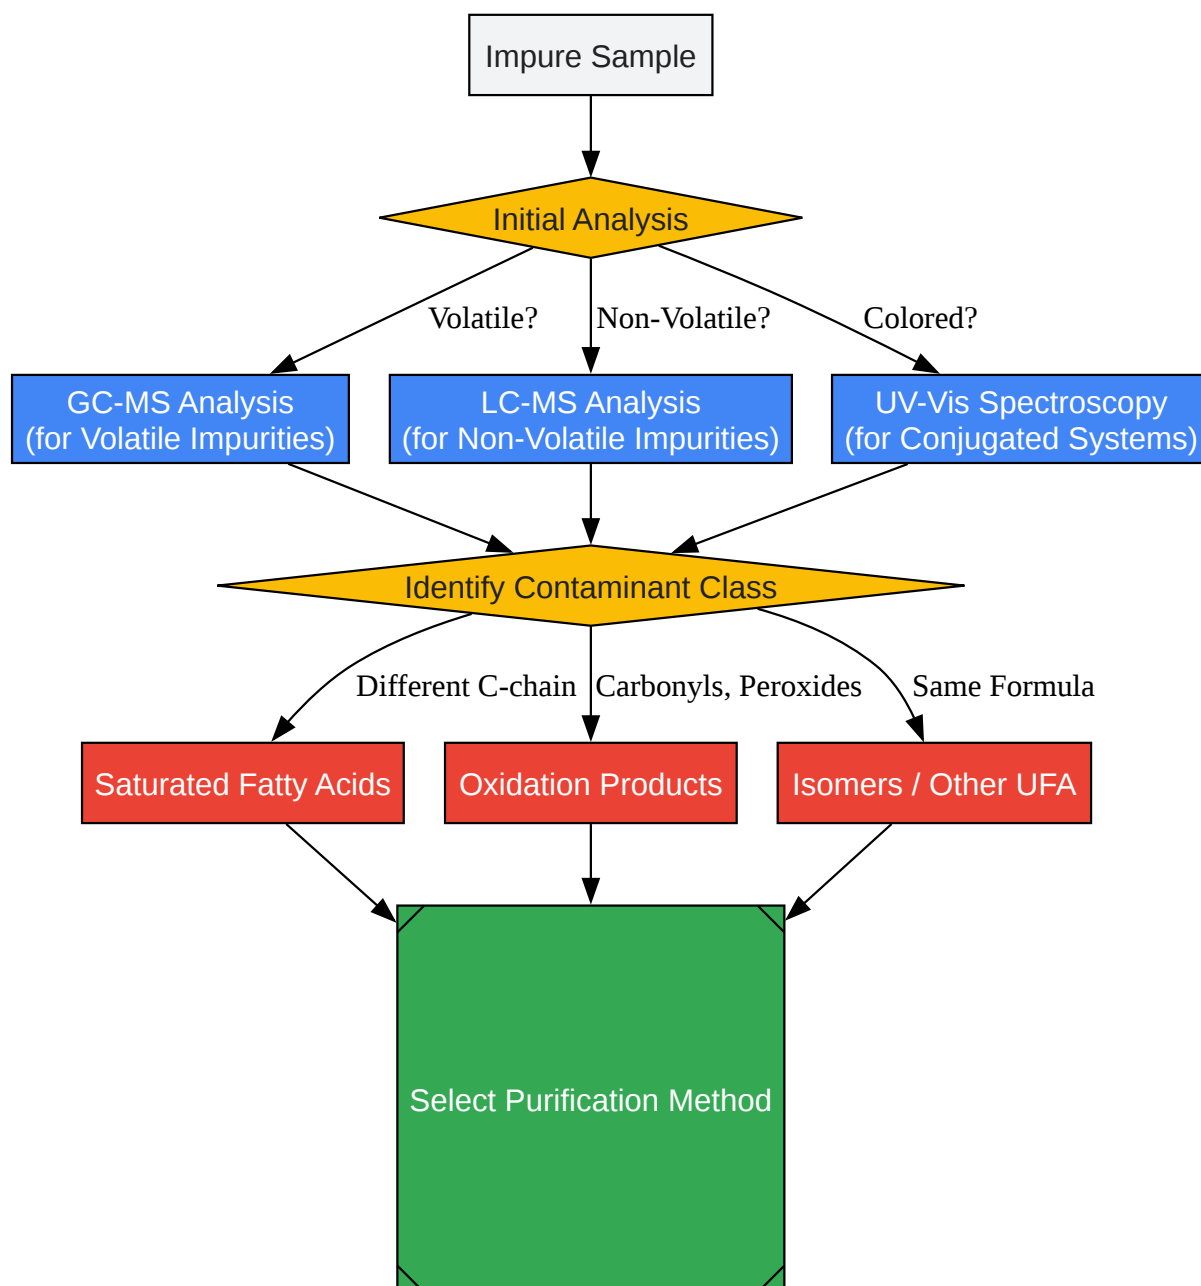 Impure Sample
Initial Analysis
Volatile?
Non-Volatile?
Colored?
GC-MS Analysis
(for Volatile Impurities)
LC-MS Analysis
(for Non-Volatile Impurities)
UV-Vis Spectroscopy
(for Conjugated Systems)
Identify Contaminant Class
Different C-chain
Carbonyls, Peroxides
Same Formula
Saturated Fatty Acids
Oxidation Products
Isomers / Other UFA
Select Purification Method